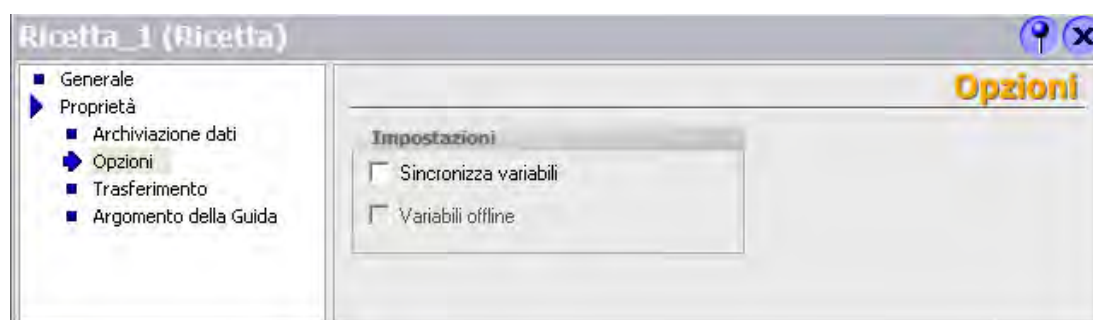 Ricetta_1 (Ricetta)
Generale
Proprietà
Archiviazione dati
Opzioni
Trasferimento
Argomento della Guida
Opzioni
Impostazioni
Sincronizza variabili
Variabili offline